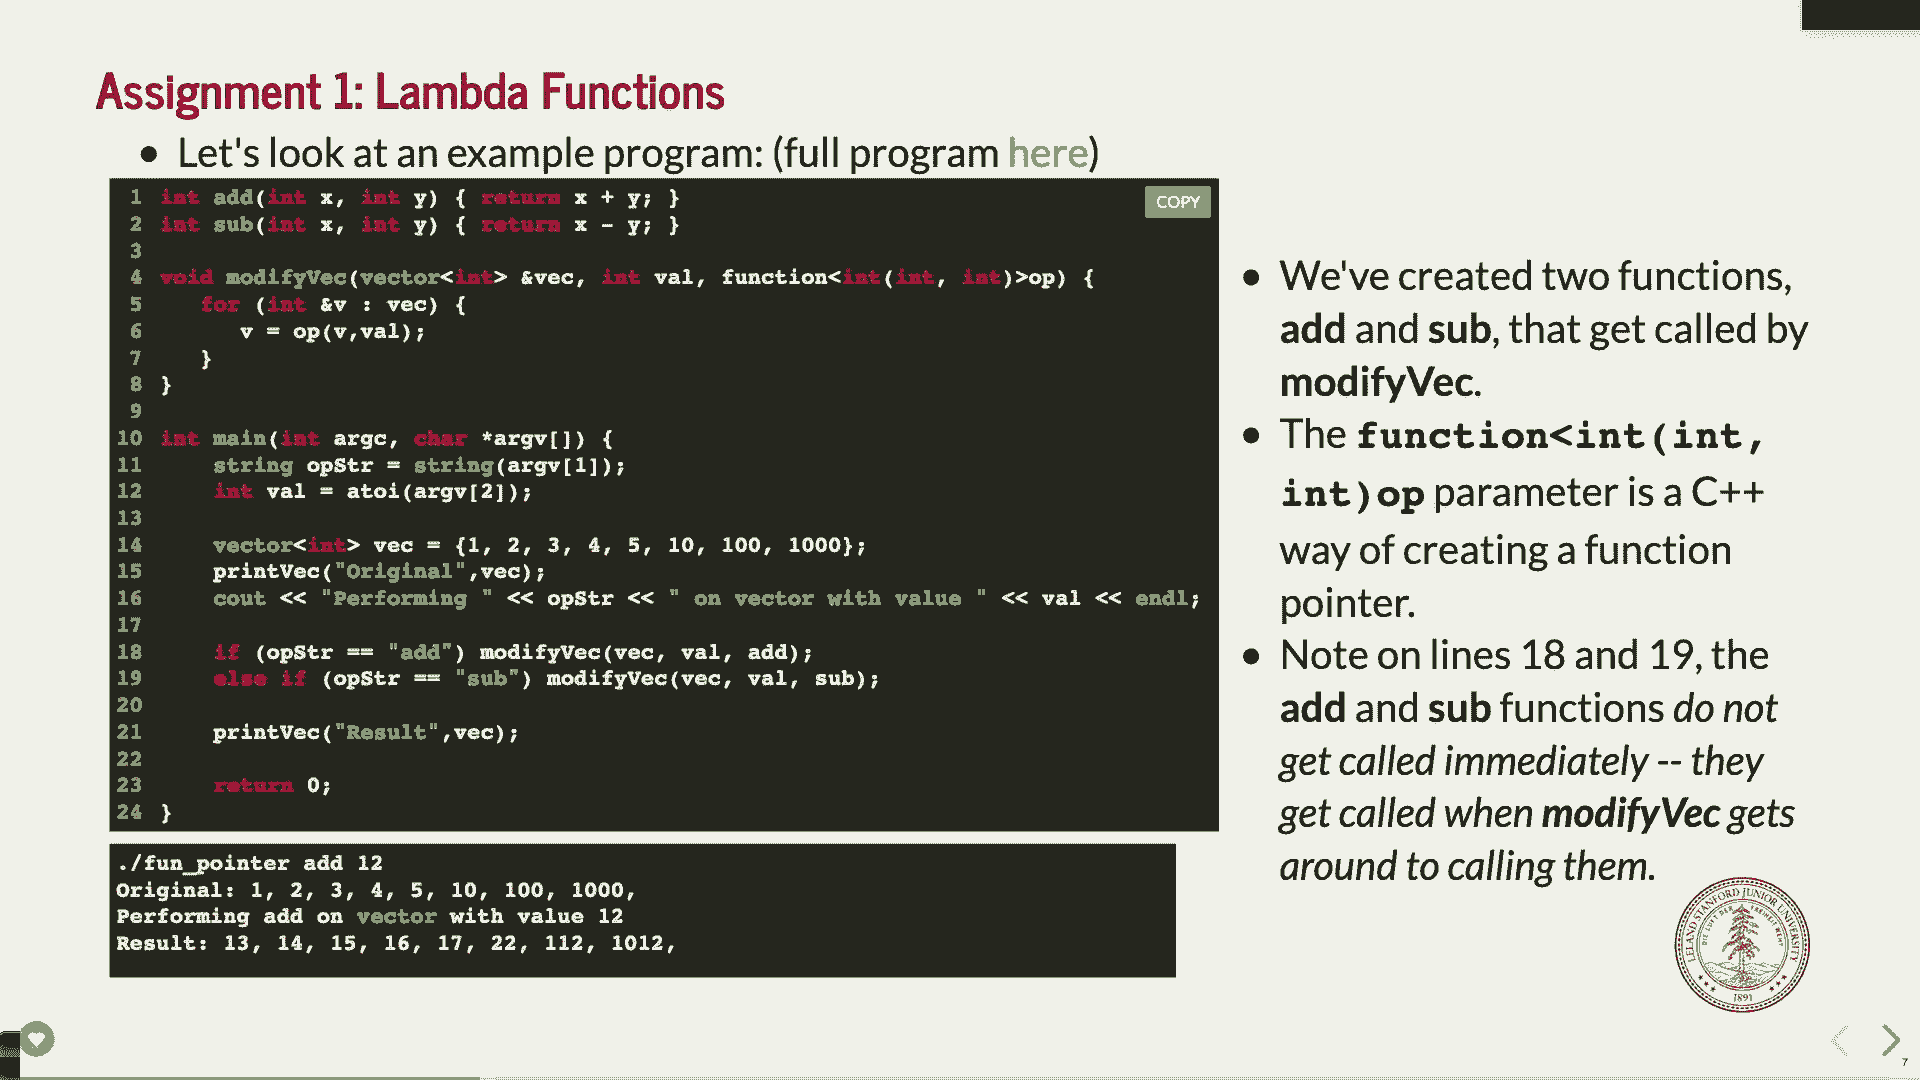 Assignment 1: Lambda Functions
• Let's look at an example program: (full program here)
1 int add(int x, int y) { return x + y; }
2 int sub(int x, int y) { return x - y; }
3
4 void modifyVec(vector<int> &vec, int val, function<int(int, int)>op) {
5    for (int &v : vec) {
6       v = op(v,val);
7    }
8 }
9
10 int main(int argc, char *argv[]) {
11     string opStr = string(argv[1]);
12     int val = atoi(argv[2]);
13
14     vector<int> vec = {1, 2, 3, 4, 5, 10, 100, 1000};
15     printVec("Original",vec);
16     cout << "Performing " << opStr << " on vector with value " << val << endl;
17
18     if (opStr == "add") modifyVec(vec, val, add);
19     else if (opStr == "sub") modifyVec(vec, val, sub);
20
21     printVec("Result",vec);
22
23     return 0;
24 }
COPY
./fun_pointer add 12
Original: 1, 2, 3, 4, 5, 10, 100, 1000,
Performing add on vector with value 12
Result: 13, 14, 15, 16, 17, 22, 112, 1012,
• We've created two functions,
add and sub, that get called by
modifyVec.
• The function<int(int,
int)op parameter is a C++
way of creating a function
pointer.
• Note on lines 18 and 19, the
add and sub functions do not
get called immediately -- they
get called when modifyVec gets
around to calling them.
LELAND STANFORD JUNIOR UNIVERSITY
1891
7